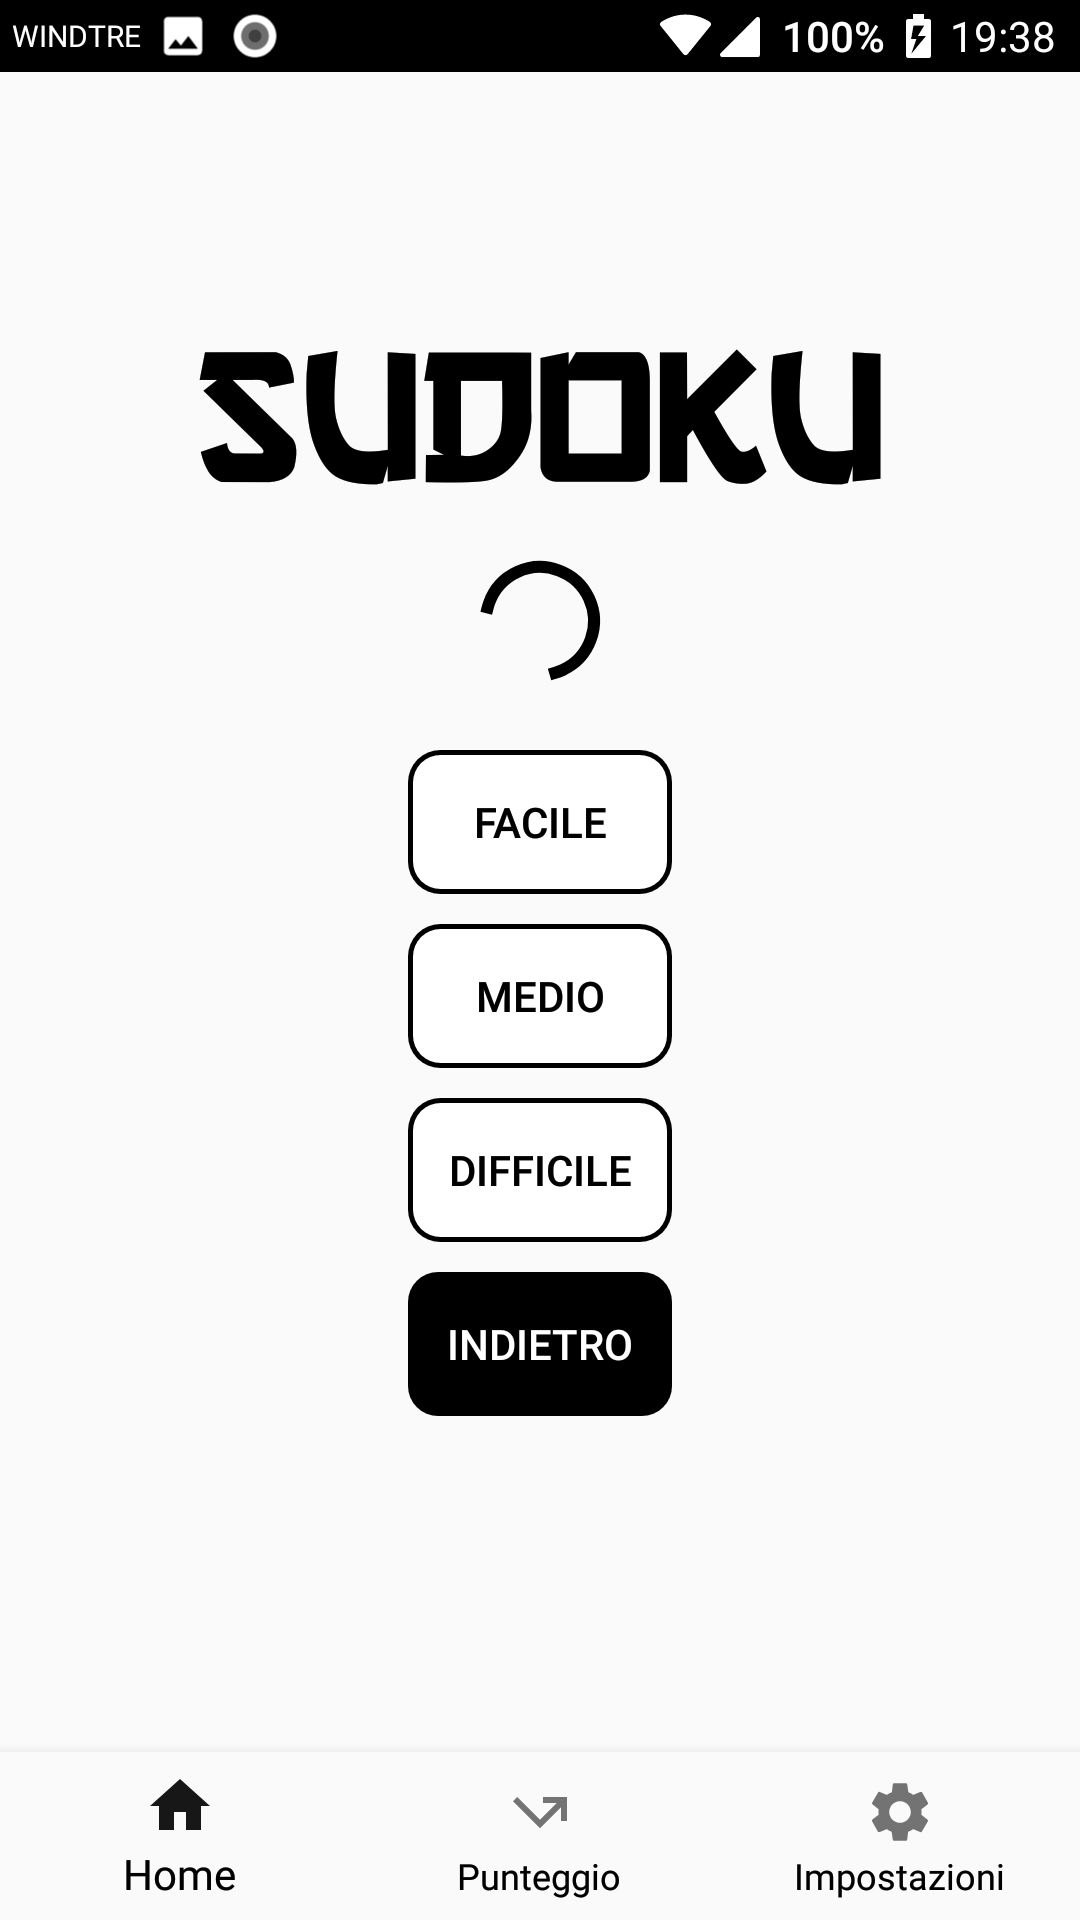 WINDTRE 100% 19:38
SUDOKU
FACILE
MEDIO
DIFFICILE
INDIETRO
Home Punteggio Impostazioni